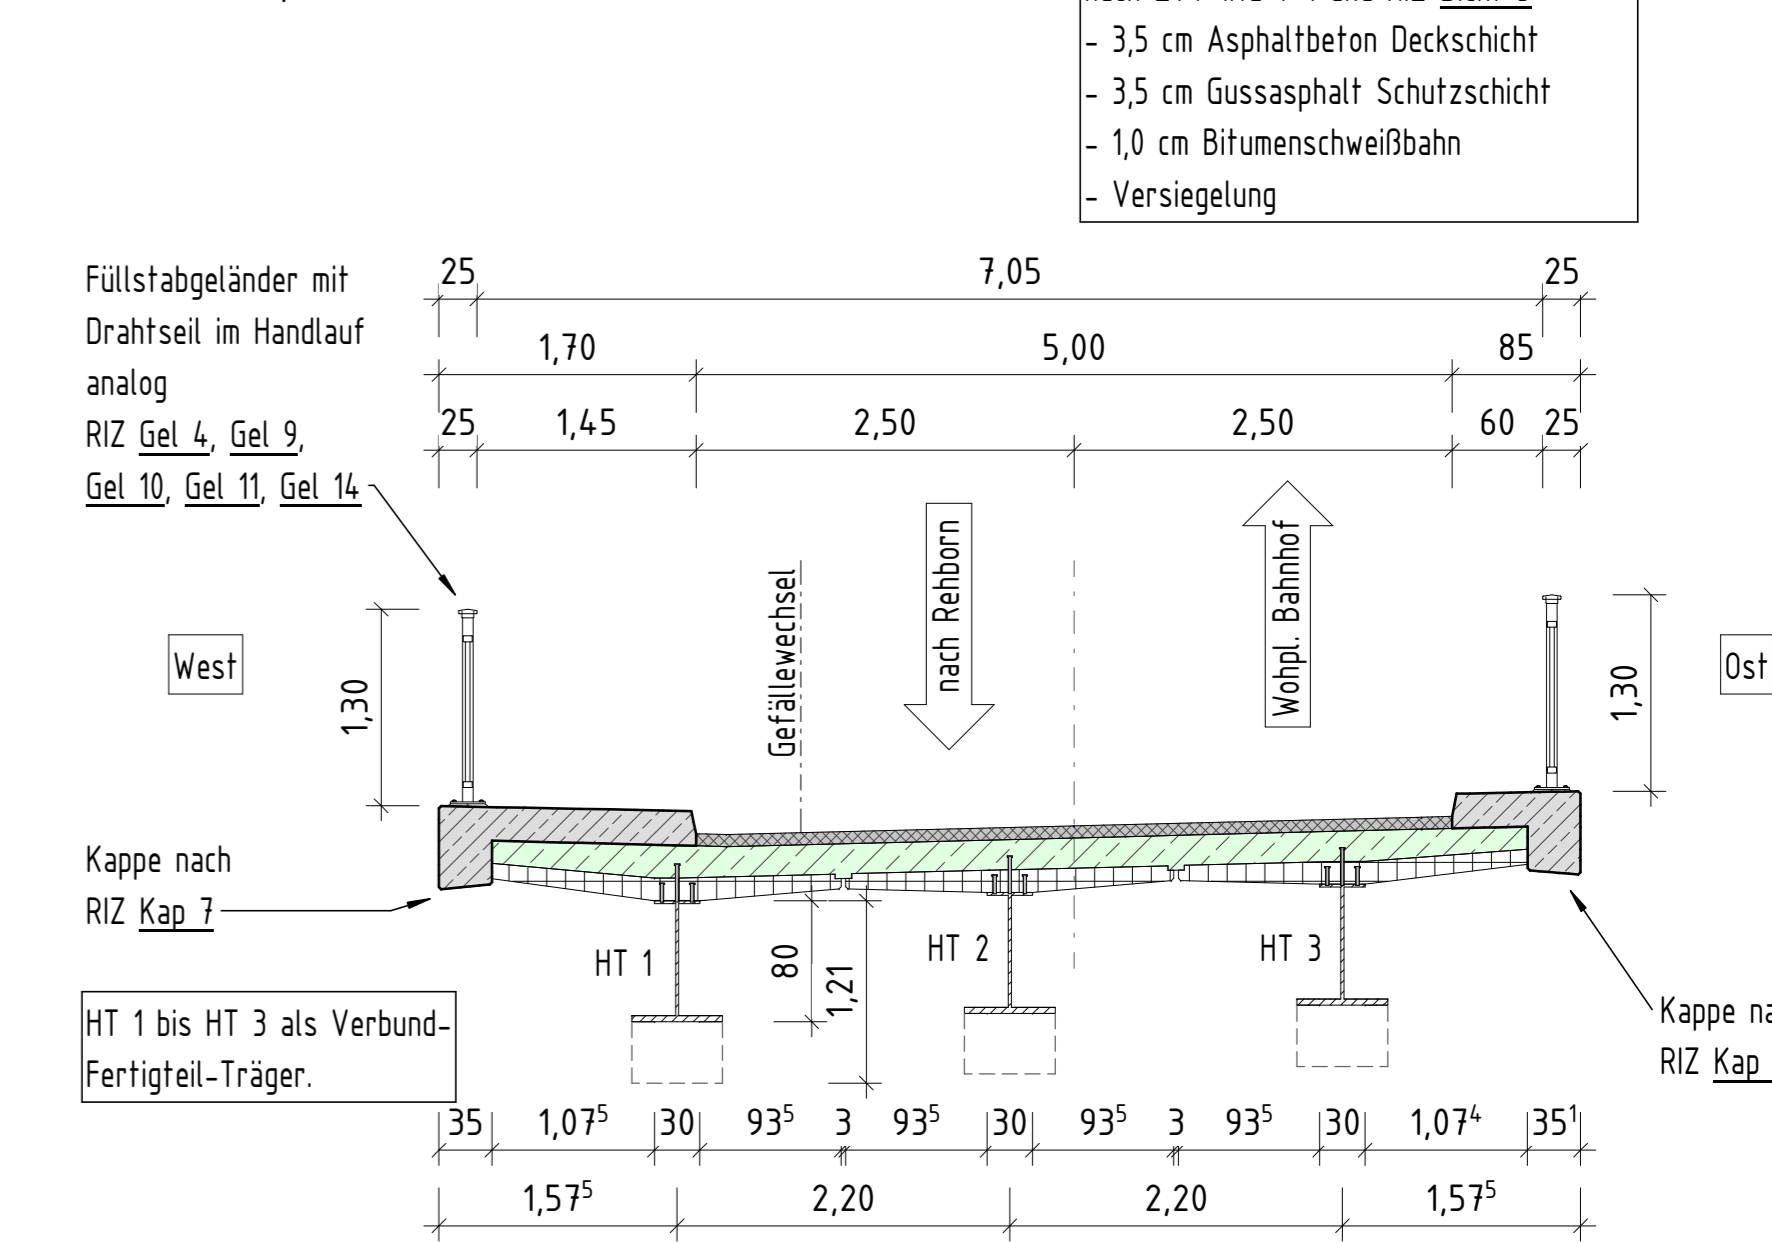 - 3,5 cm Asphaltbeton Deckschicht
- 3,5 cm Gussasphalt Schutzschicht
- 1,0 cm Bitumenschweißbahn
- Versiegelung
Füllstabgeländer mit
Drahtseil im Handlauf
analog
RIZ Gel 4, Gel 9,
Gel 10, Gel 11, Gel 14
25 7,05 25
1,70 5,00 85
25 1,45 2,50 2,50 60 25
Gefällewechsel
nach Rehborn
Wohpl. Bahnhof
West
1,30
1,30
Ost
Kappe nach
RIZ Kap 7
HT 1
HT 2
HT 3
80
1,21
HT 1 bis HT 3 als Verbund-
Fertigteil-Träger.
Kappe
RIZ Kap
35 1,07⁵ 30 93⁵ 3 93⁵ 30 93⁵ 3 93⁵ 30 1,07⁴ 35¹
1,57⁵ 2,20 2,20 1,57⁵